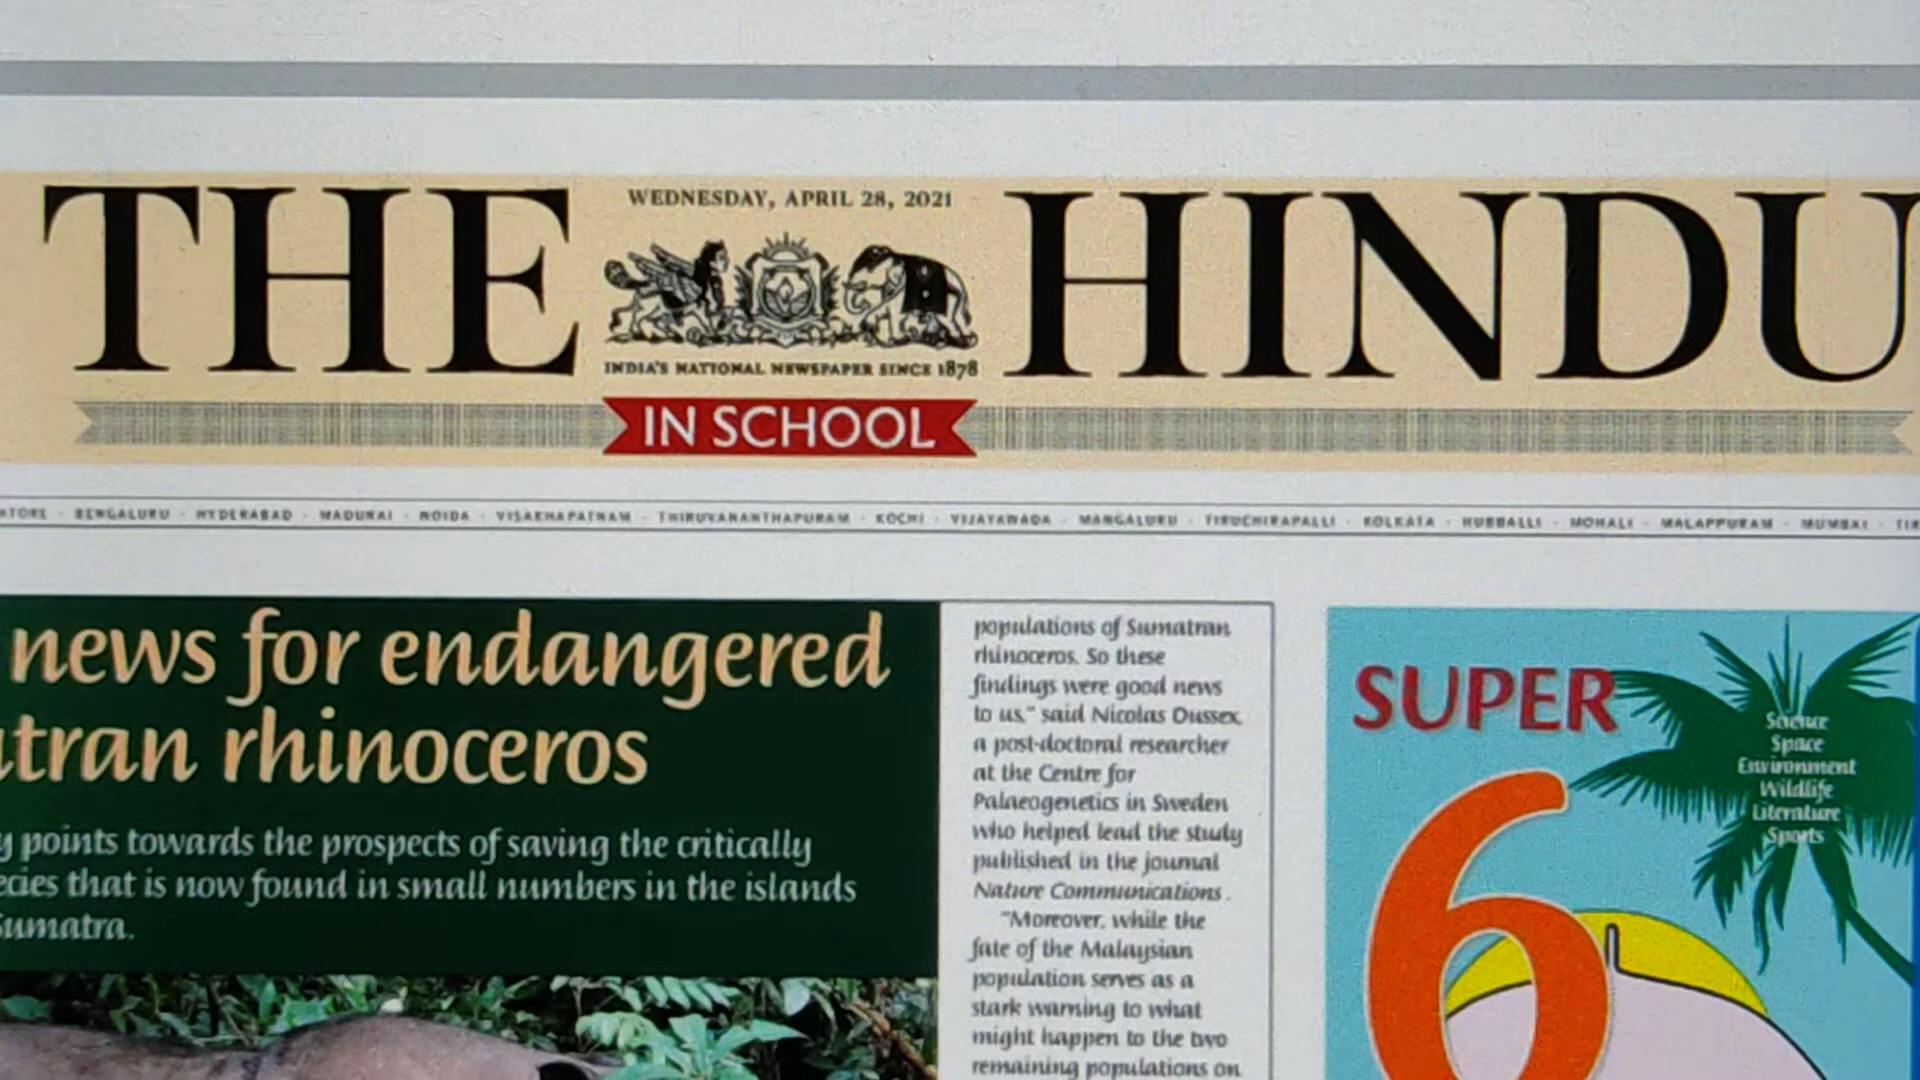 WEDNESDAY, APRIL 28, 2021
THE HINDU
INDIA'S NATIONAL NEWSPAPER SINCE 1878
IN SCHOOL
BENGALURU · HYDERABAD · MADURAI · NOIDA · VISAKHAPATNAM · THIRUVANANTHAPURAM · KOCHI · VIJAYAWADA · MANGALURU · TIRUCHIRAPALLI · KOLKATA · HUBBALLI · MOHALI · MALAPPURAM · MUMBAI ·
news for endangered
tran rhinoceros
y points towards the prospects of saving the critically
ecies that is now found in small numbers in the islands
Sumatra.
populations of Sumatran
rhinoceros. So these
findings were good news
to us," said Nicolas Dussex,
a post-doctoral researcher
at the Centre for
Palaeogenetics in Sweden
who helped lead the study
published in the journal
Nature Communications.
"Moreover, while the
fate of the Malaysian
population serves as a
stark warning to what
might happen to the two
remaining populations on
SUPER
6
Science
Space
Environment
Wildlife
Literature
Sports